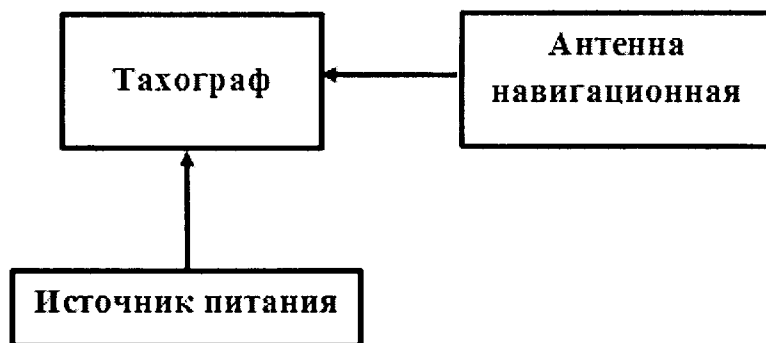 Тахограф
Антенна
навигационная
Источник питания